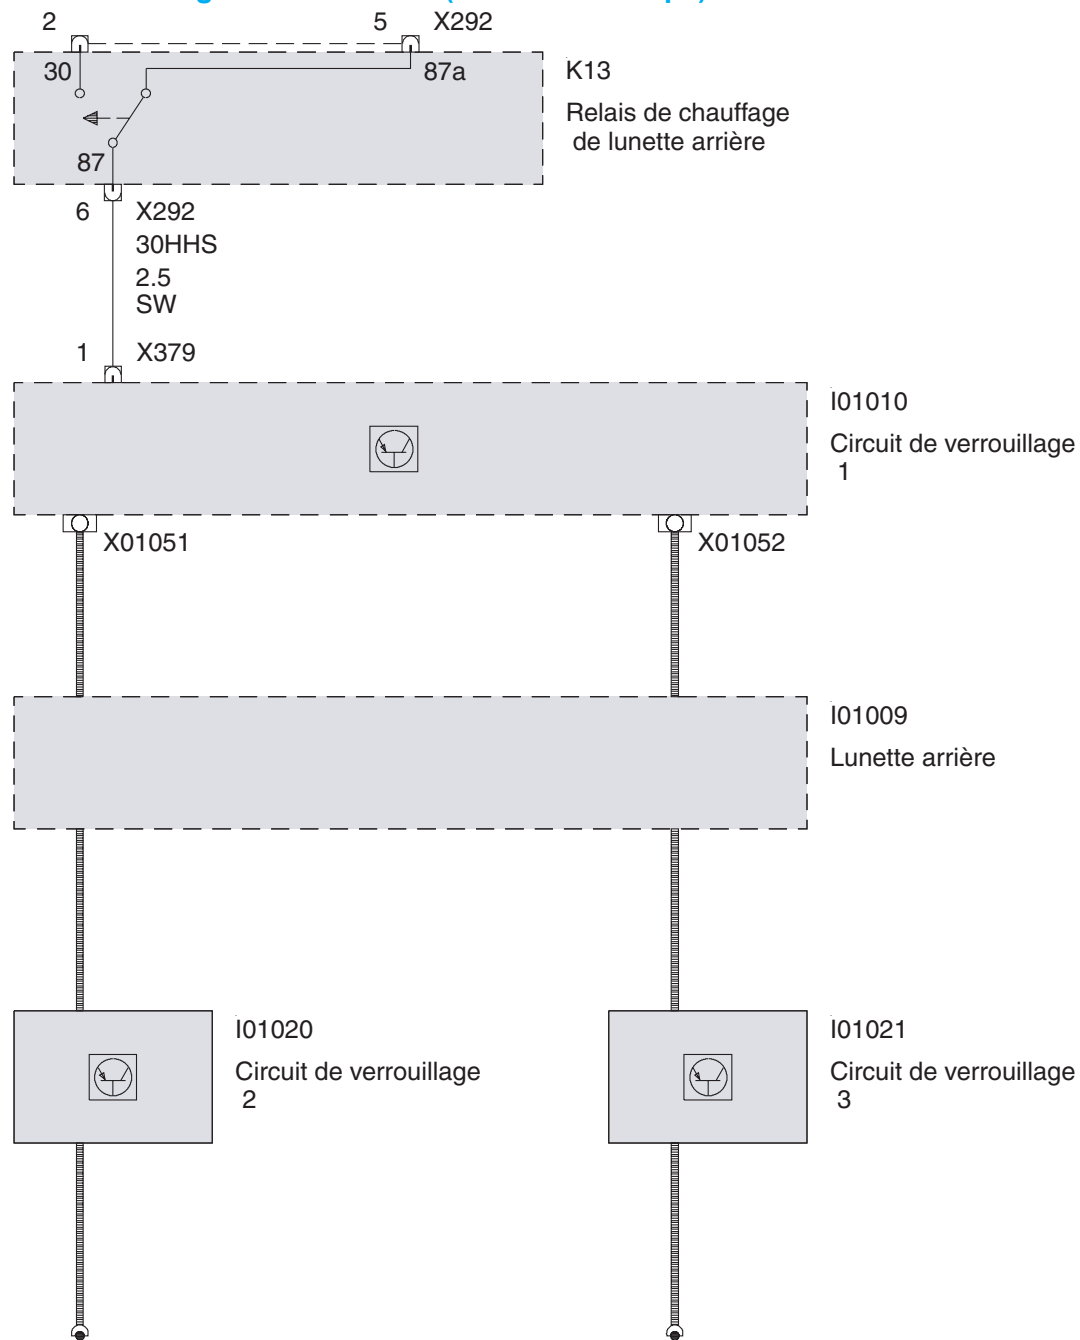 2 5 X292
30 87a K13
Relais de chauffage
de lunette arrière
87
6 X292
30HHS
2.5
SW
1 X379
I01010
Circuit de verrouillage
1
X01051 X01052
I01009
Lunette arrière
I01020 I01021
Circuit de verrouillage Circuit de verrouillage
2 3